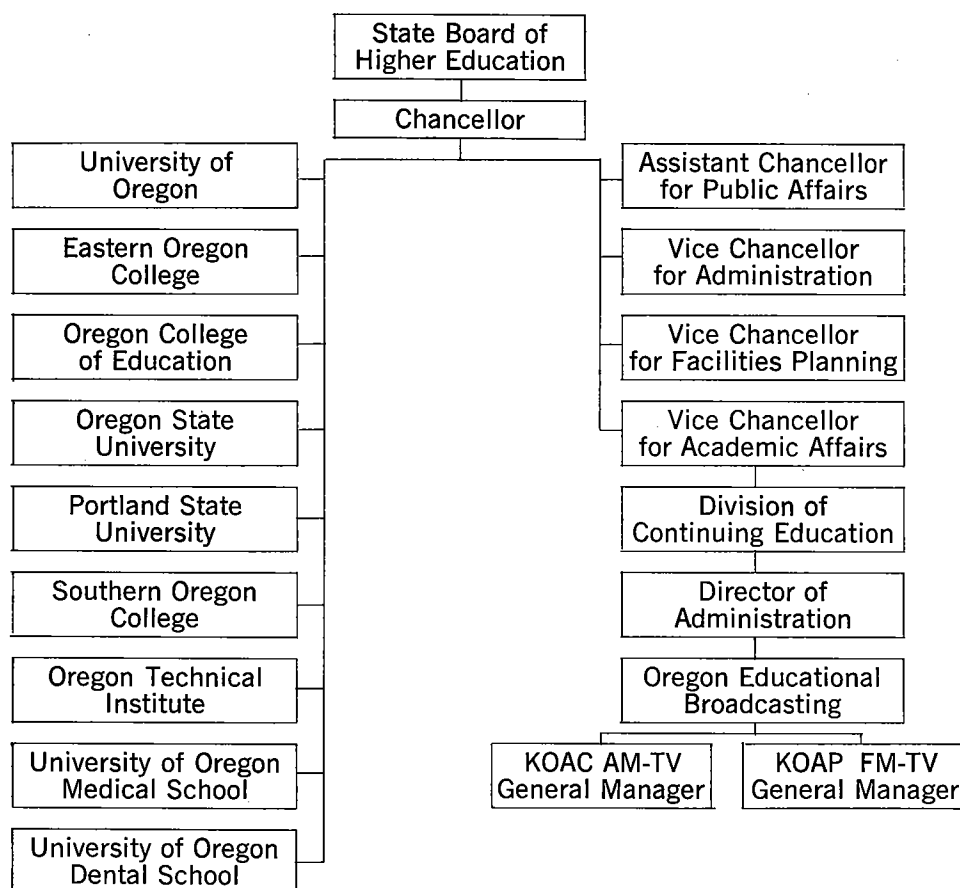 State Board of
Higher Education
Chancellor
University of
Oregon
Eastern Oregon
College
Oregon College
of Education
Oregon State
University
Portland State
University
Southern Oregon
College
Oregon Technical
Institute
University of Oregon
Medical School
University of Oregon
Dental School
Assistant Chancellor
for Public Affairs
Vice Chancellor
for Administration
Vice Chancellor
for Facilities Planning
Vice Chancellor
for Academic Affairs
Division of
Continuing Education
Director of
Administration
Oregon Educational
Broadcasting
KOAC AM-TV
General Manager
KOAP FM-TV
General Manager